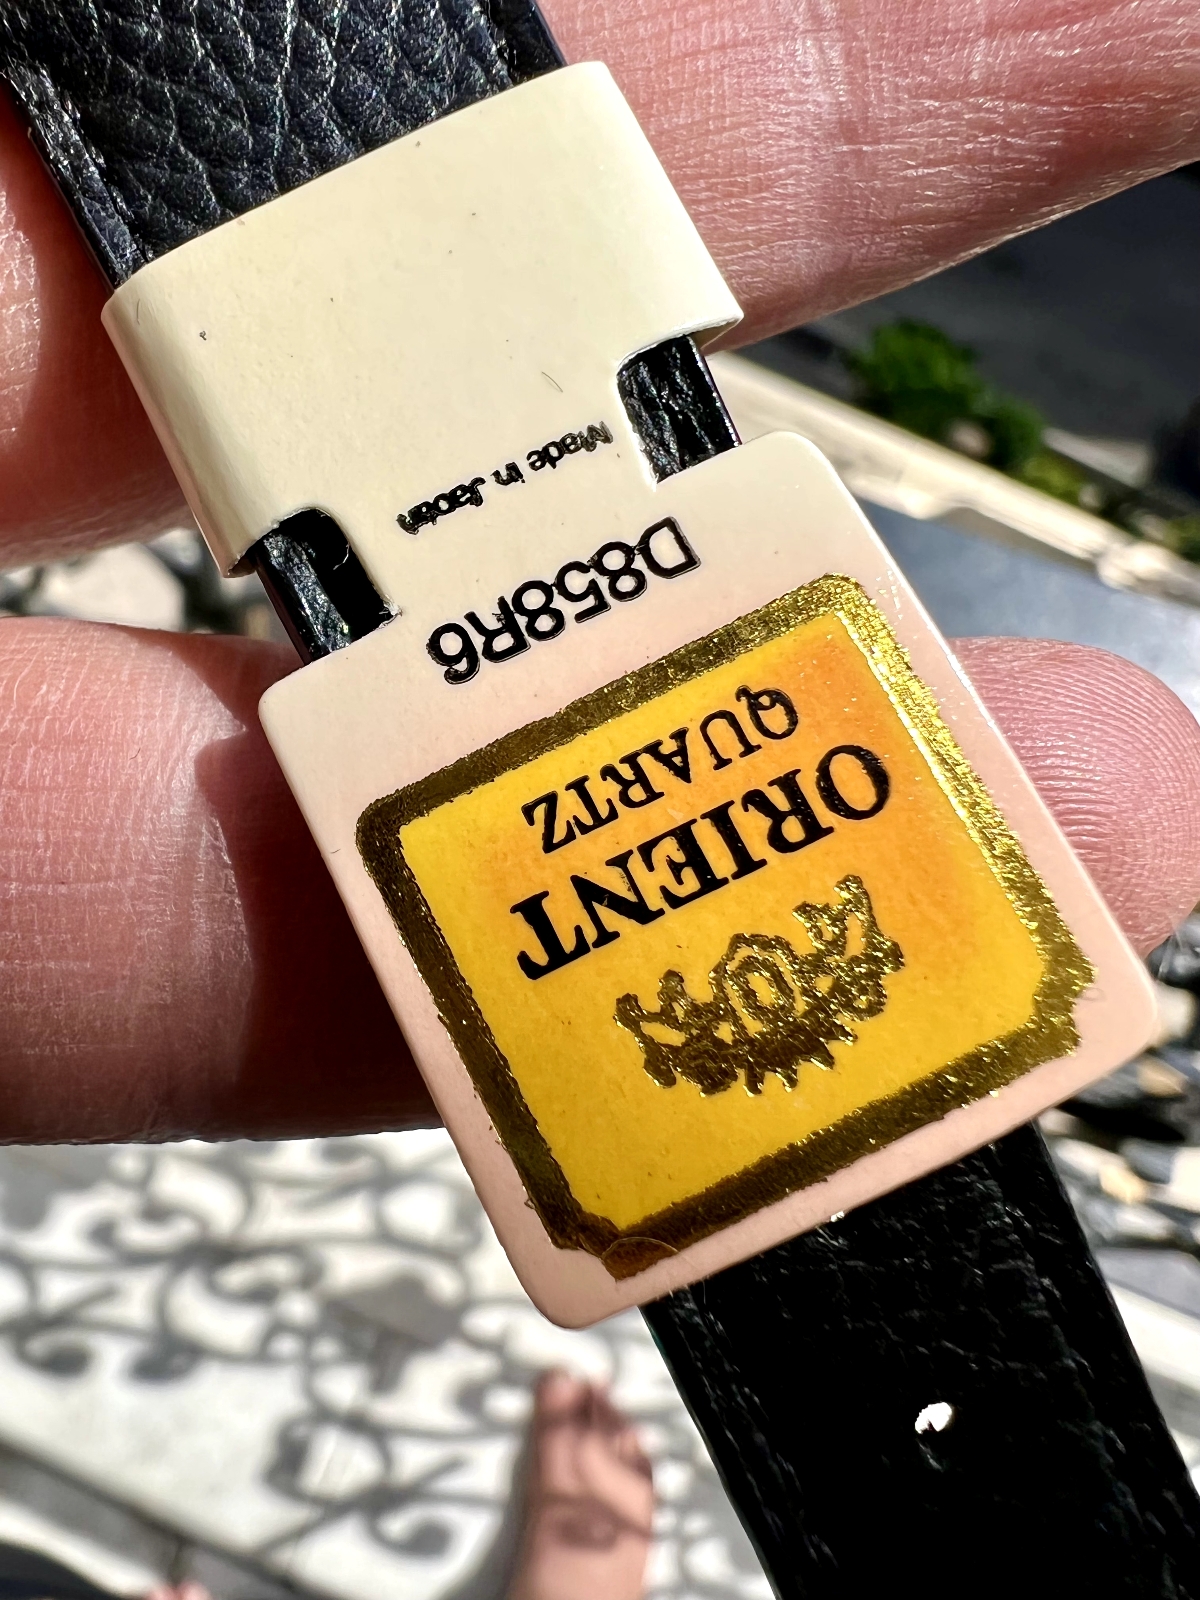 ORIENT
QUARTZ
D858R6
Made in Japan